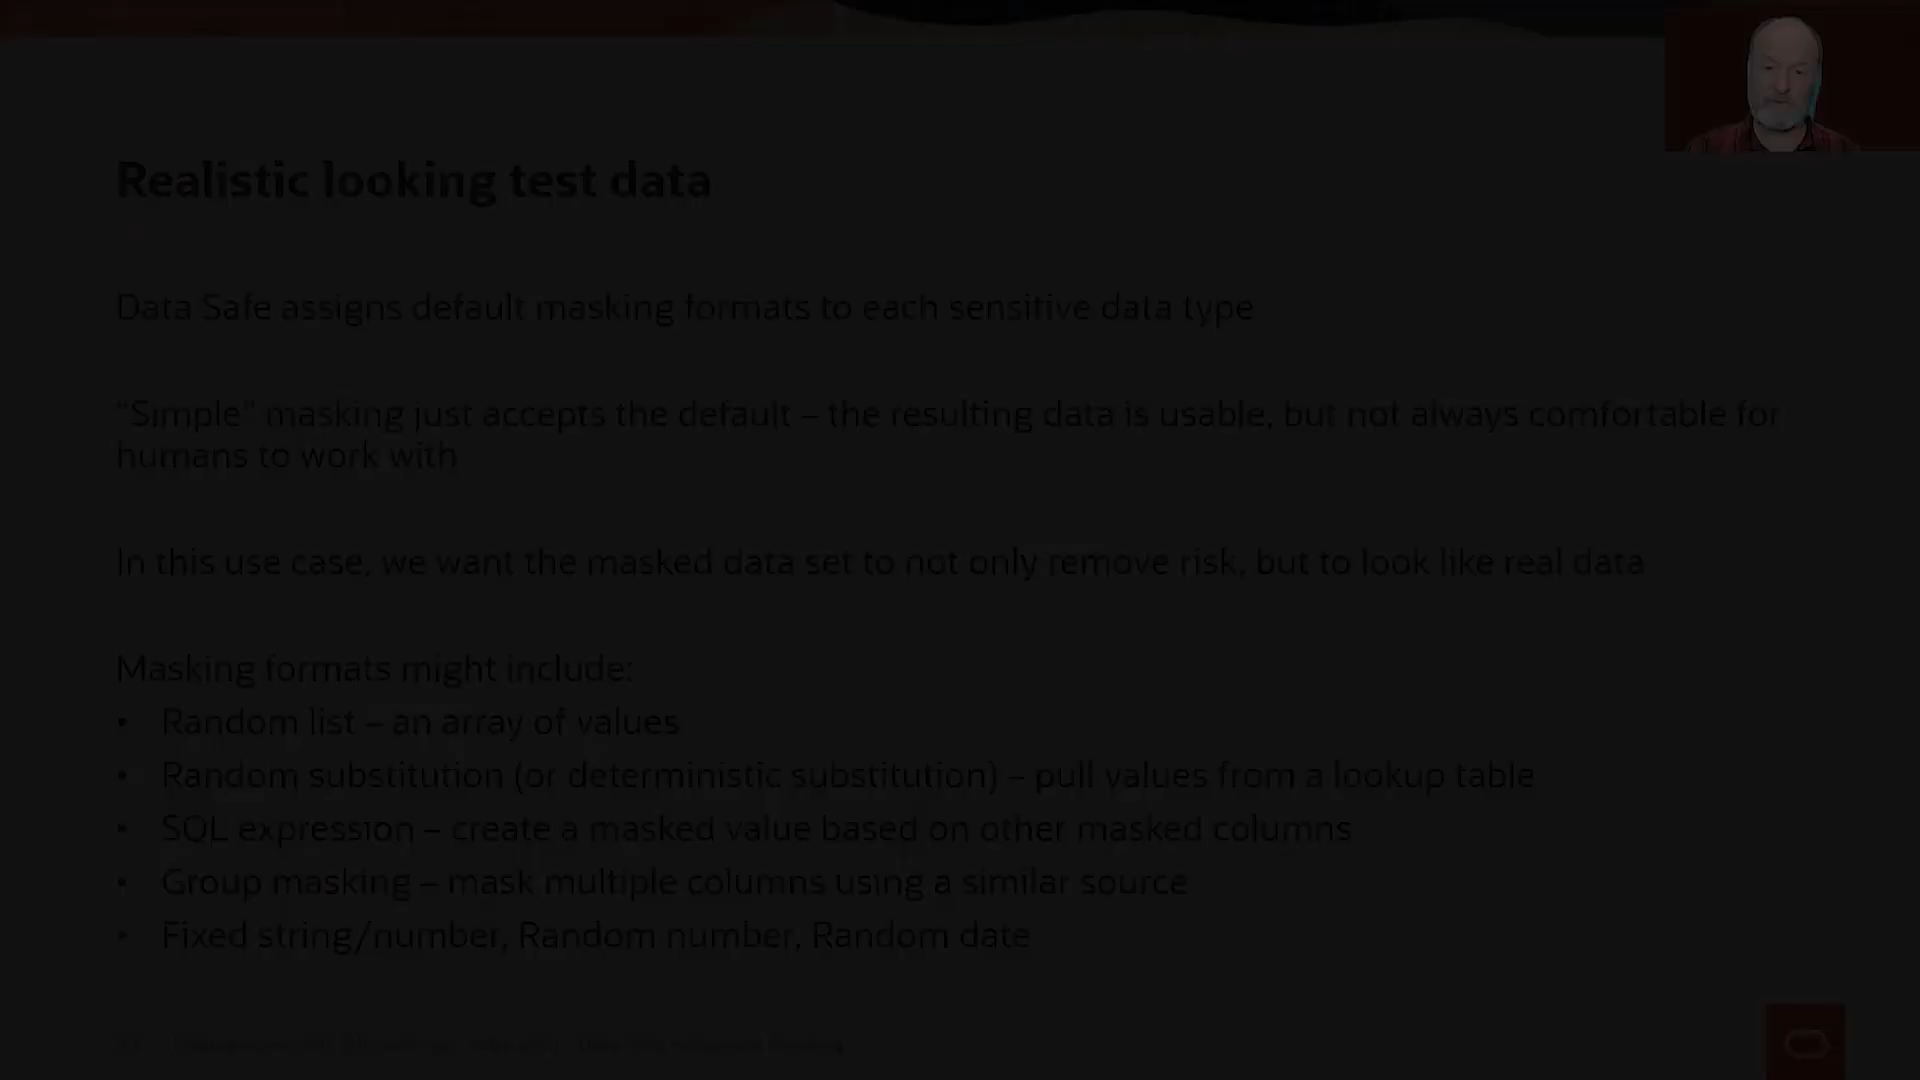 Realistic looking test data
Data Safe assigns default masking formats to each sensitive data type
"Simple" masking just accepts the default – the resulting data is usable, but not always comfortable for
humans to work with
In this use case, we want the masked data set to not only remove risk, but to look like real data
Masking formats might include:
• Random list – an array of values
• Random substitution (or deterministic substitution) – pull values from a lookup table
• SQL expression – create a masked value based on other masked columns
• Group masking – mask multiple columns using a similar source
• Fixed string/number, Random number, Random date